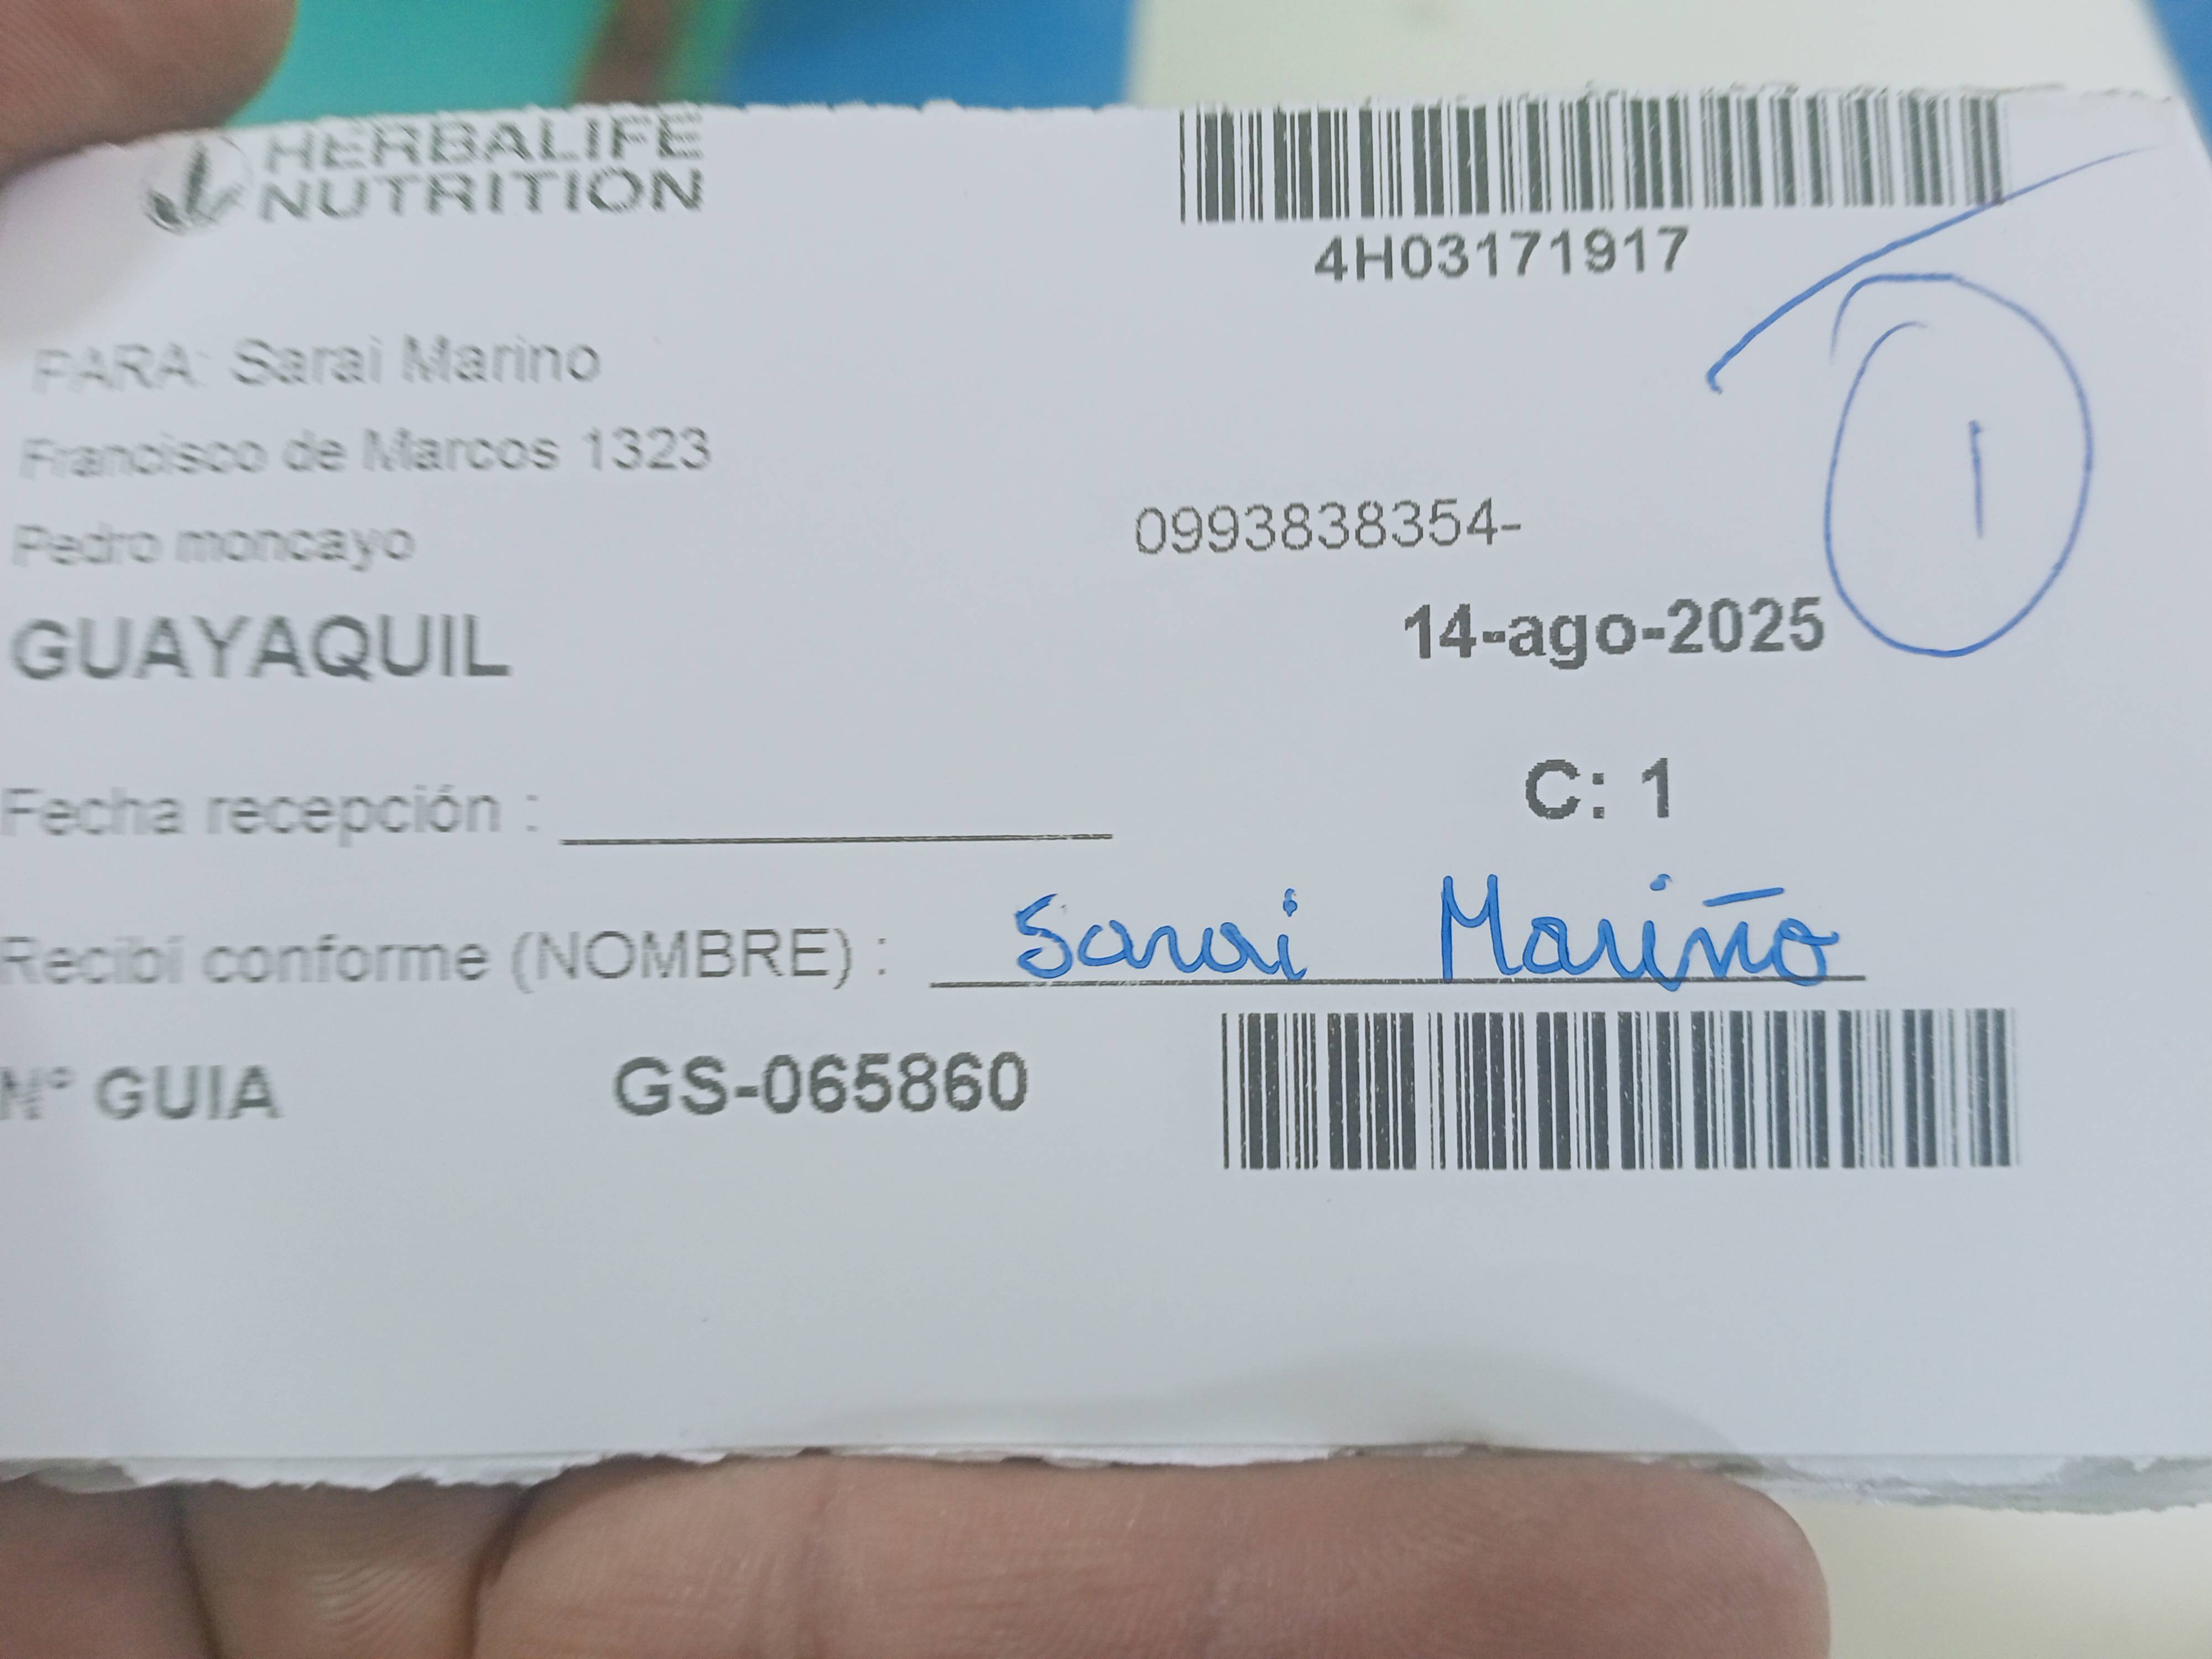 HERBALIFE
NUTRITION
4H03171917
PARA: Sarai Marino
Francisco de Marcos 1323
Pedro moncayo
0993838354-
GUAYAQUIL
14-ago-2025
1
C: 1
Fecha recepción :
Recibí conforme (NOMBRE) : Sarai Mariño
N° GUIA GS-065860